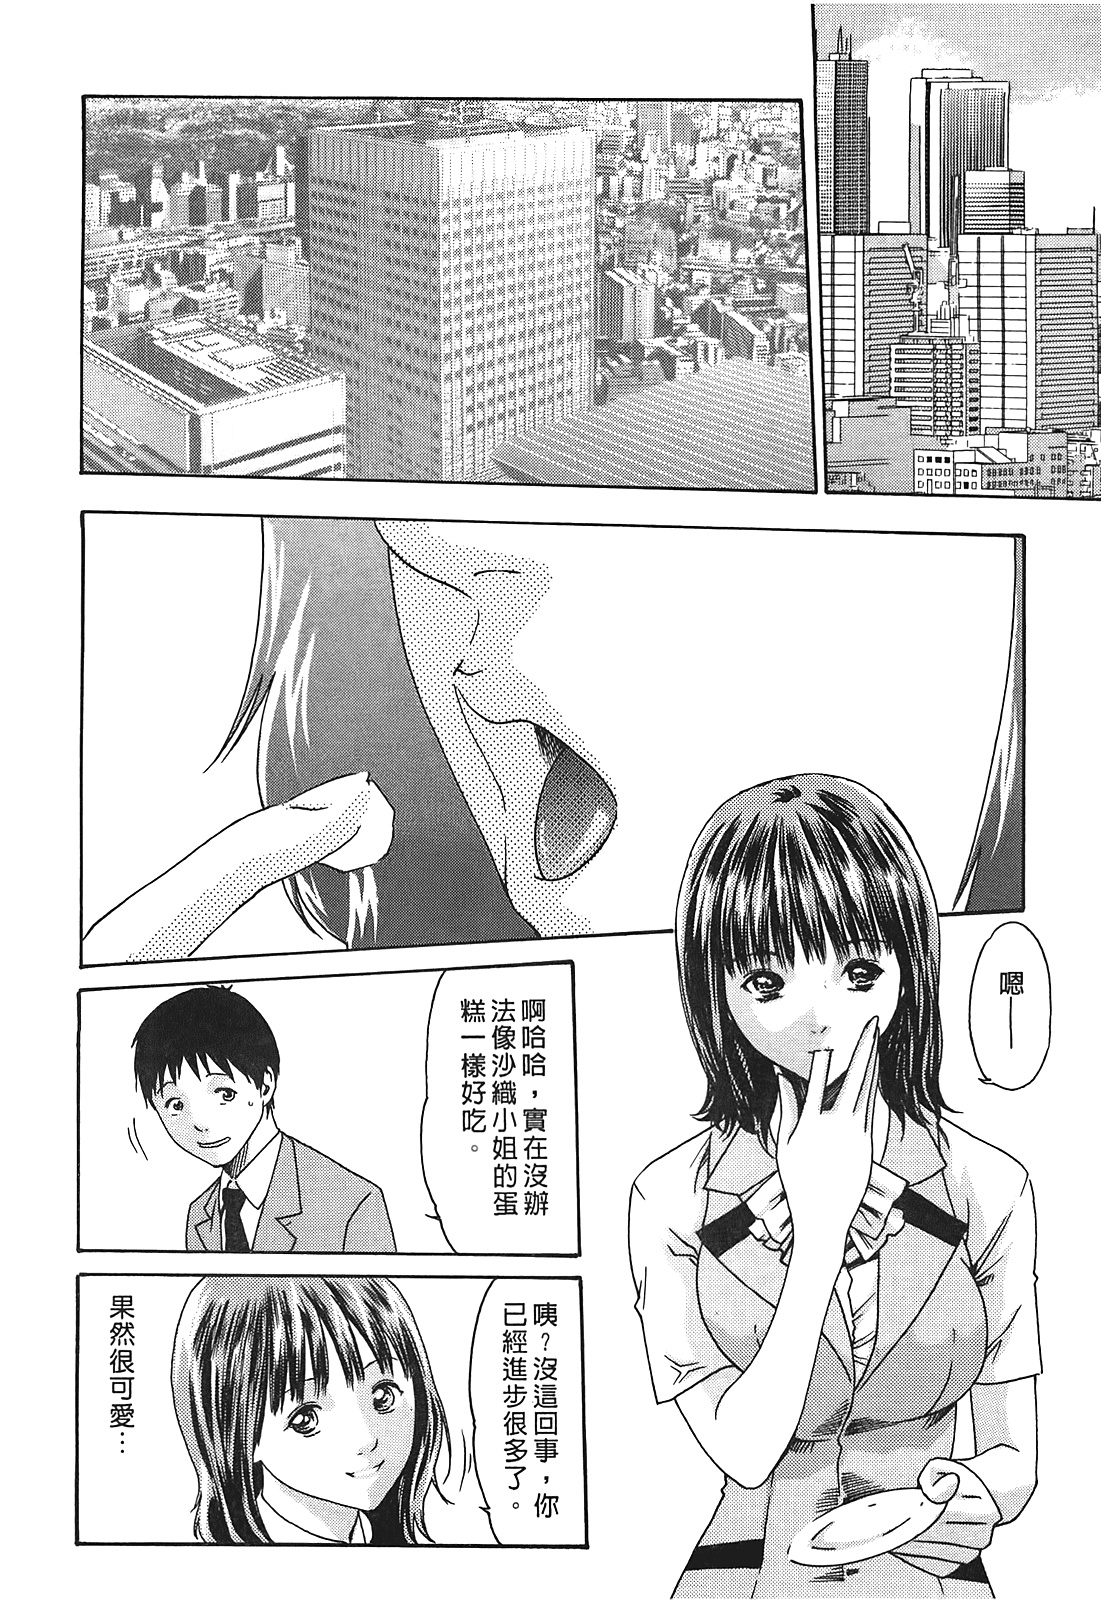 嗯—
啊哈哈，實在沒辦
法像沙織小姐的蛋
糕一樣好吃。
咦？沒這回事，你
已經進步很多了。
果然很可愛…